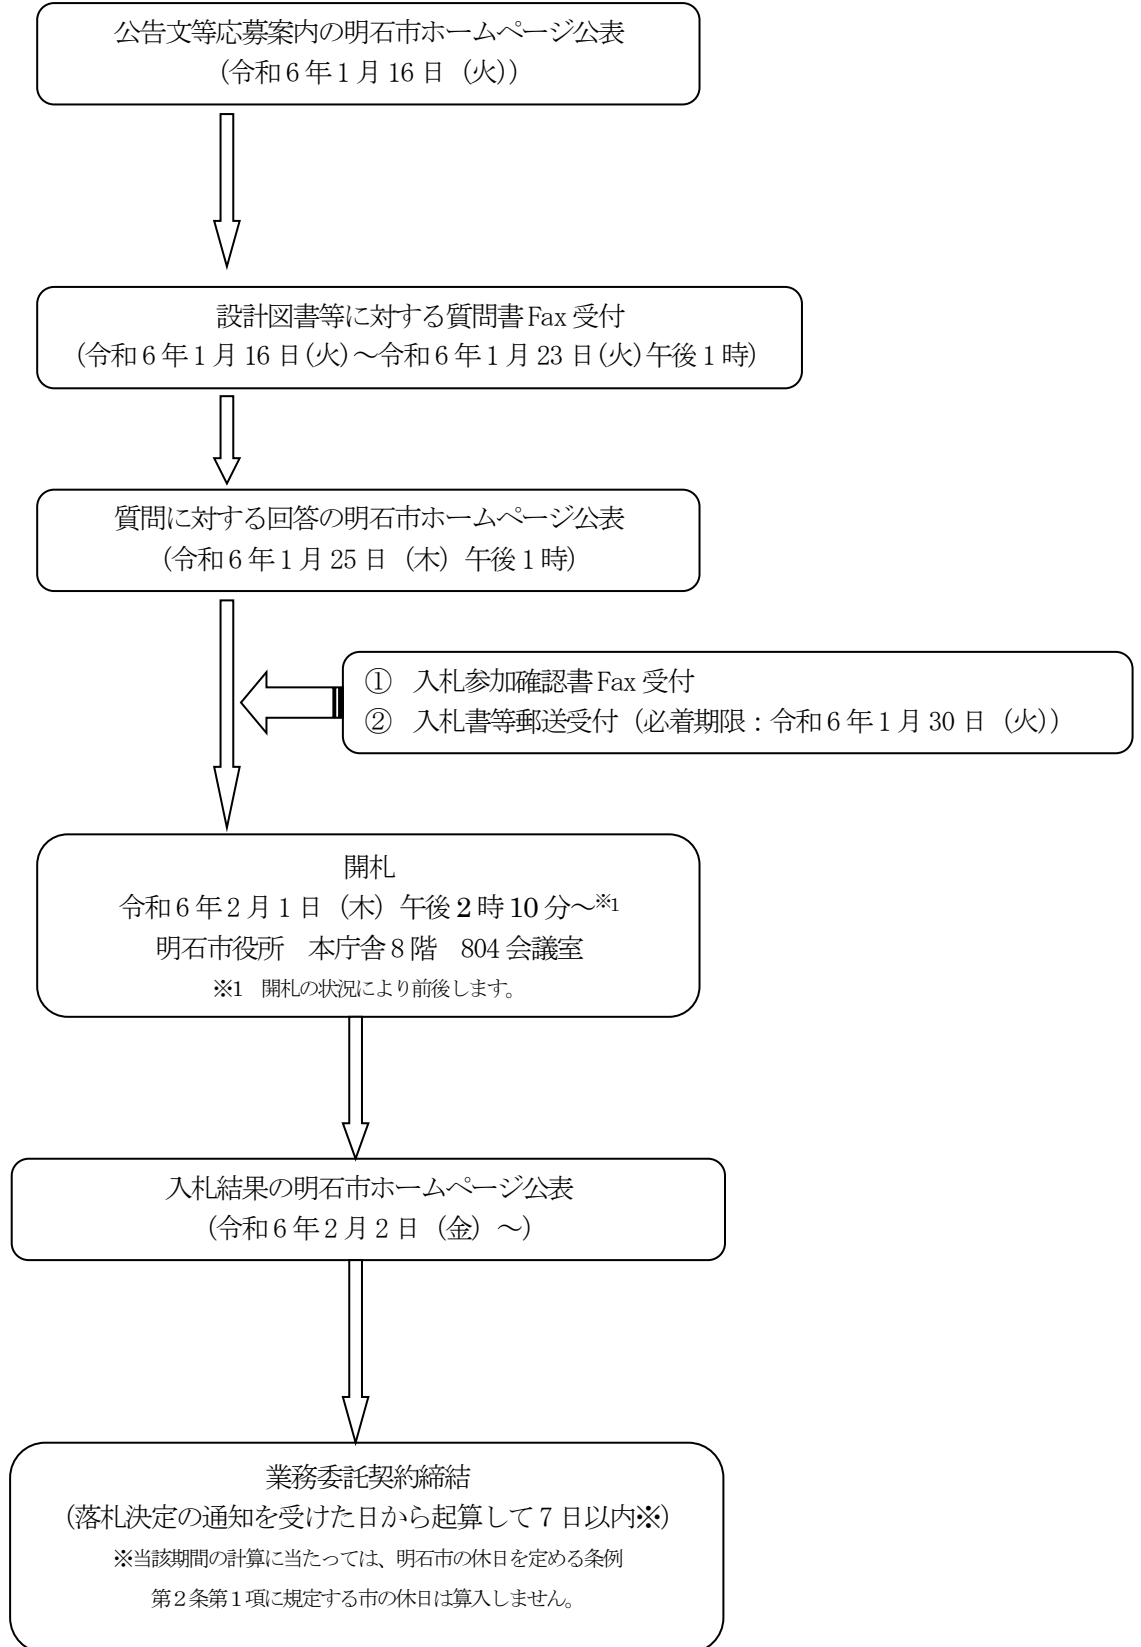 公告文等応募案内の明石市ホームページ公表
(令和6年1月16日（火))
設計図書等に対する質問書Fax受付
(令和6年1月16日(火)～令和6年1月23日(火)午後1時)
質問に対する回答の明石市ホームページ公表
(令和6年1月25日（木）午後1時)
①　入札参加確認書Fax受付
②　入札書等郵送受付（必着期限：令和6年1月30日（火））
開札
令和6年2月1日（木）午後2時10分～※1
明石市役所　本庁舎8階　804会議室
※1　開札の状況により前後します。
入札結果の明石市ホームページ公表
(令和6年2月2日（金）～)
業務委託契約締結
(落札決定の通知を受けた日から起算して7日以内※)
※当該期間の計算に当たっては、明石市の休日を定める条例
第2条第1項に規定する市の休日は算入しません。